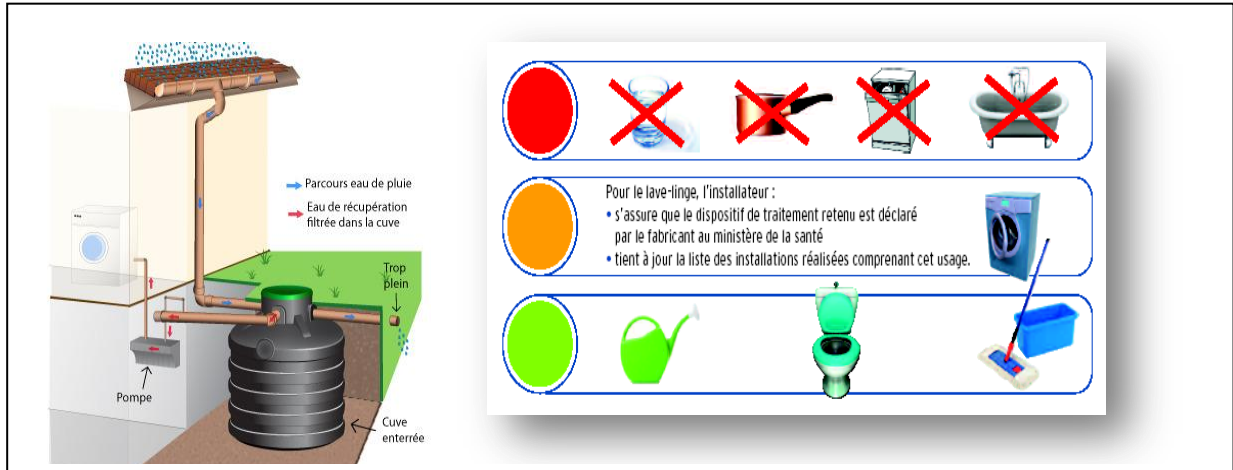 Parcours eau de pluie
Eau de récupération
filtrée dans la cuve
Trop
plein
Pompe
Cuve
enterrée
Pour le lave-linge, l'installateur :
• s'assure que le dispositif de traitement retenu est déclaré
par le fabricant au ministère de la santé
• tient à jour la liste des installations réalisées comprenant cet usage.